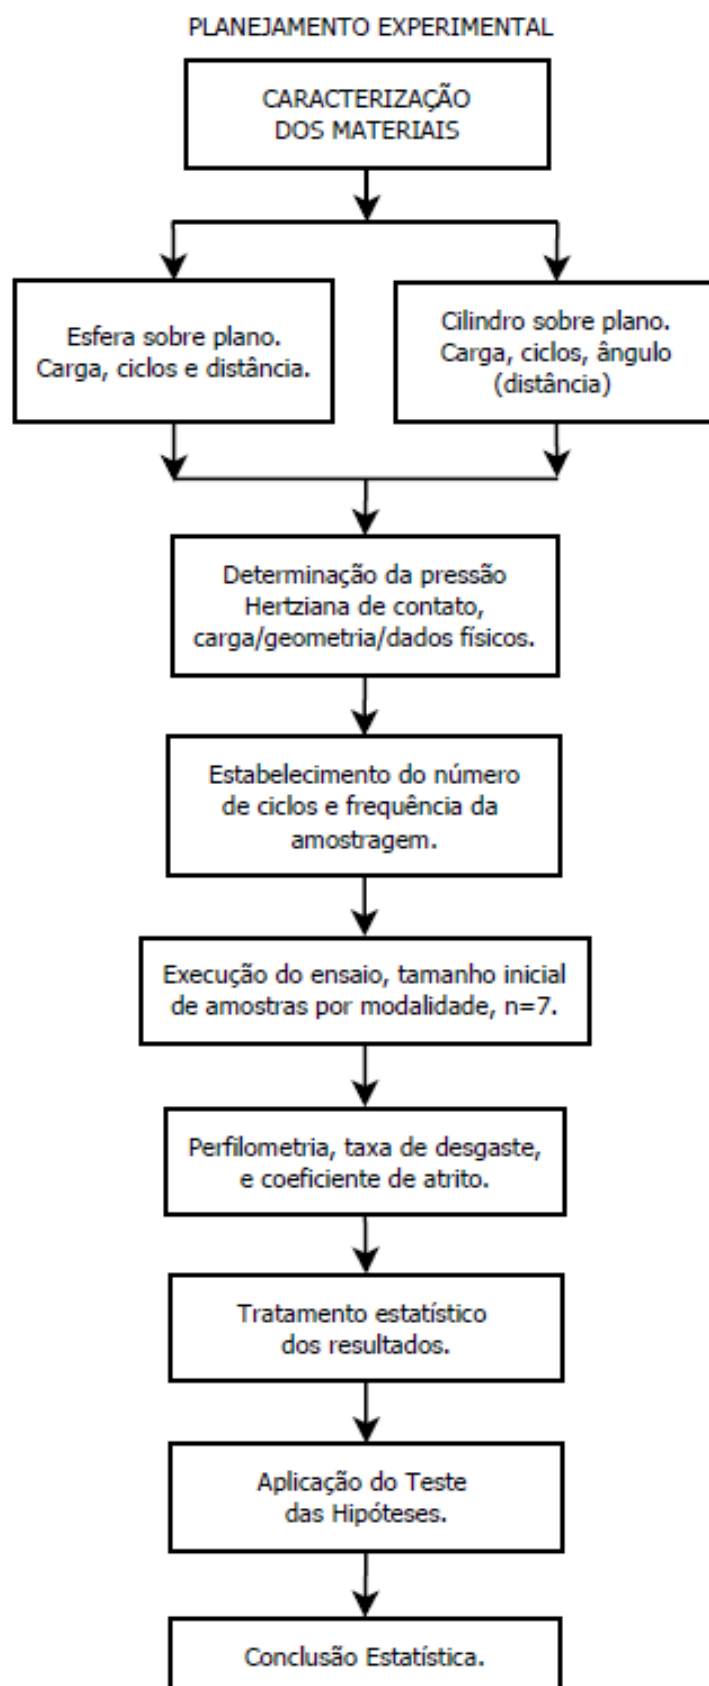 PLANEJAMENTO EXPERIMENTAL
CARACTERIZAÇÃO
DOS MATERIAIS
Esfera sobre plano.
Carga, ciclos e distância.
Cilindro sobre plano.
Carga, ciclos, ângulo
(distância)
Determinação da pressão
Hertziana de contato,
carga/geometria/dados físicos.
Estabelecimento do número
de ciclos e frequência da
amostragem.
Execução do ensaio, tamanho inicial
de amostras por modalidade, n=7.
Perfilometria, taxa de desgaste,
e coeficiente de atrito.
Tratamento estatístico
dos resultados.
Aplicação do Teste
das Hipóteses.
Conclusão Estatística.